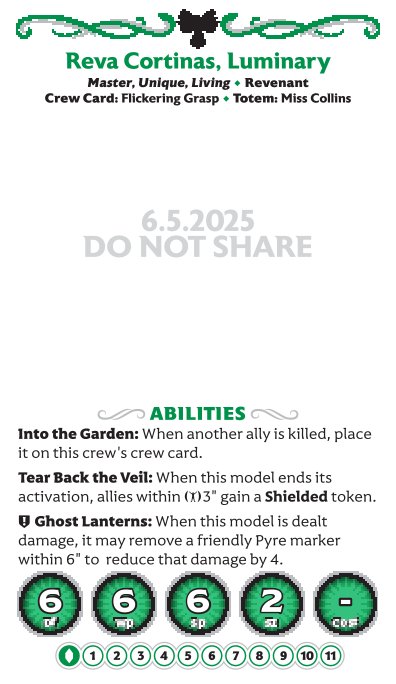 Reva Cortinas, Luminary
Master, Unique, Living ♦ Revenant
Crew Card: Flickering Grasp ♦ Totem: Miss Collins
6.5.2025
DO NOT SHARE
ABILITIES
Into the Garden: When another ally is killed, place
it on this crew's crew card.
Tear Back the Veil: When this model ends its
activation, allies within 3" gain a Shielded token.
Ghost Lanterns: When this model is dealt
damage, it may remove a friendly Pyre marker
within 6" to reduce that damage by 4.
6 6 6 2 -
Df Wp Sp Sz Cost
1 2 3 4 5 6 7 8 9 10 11